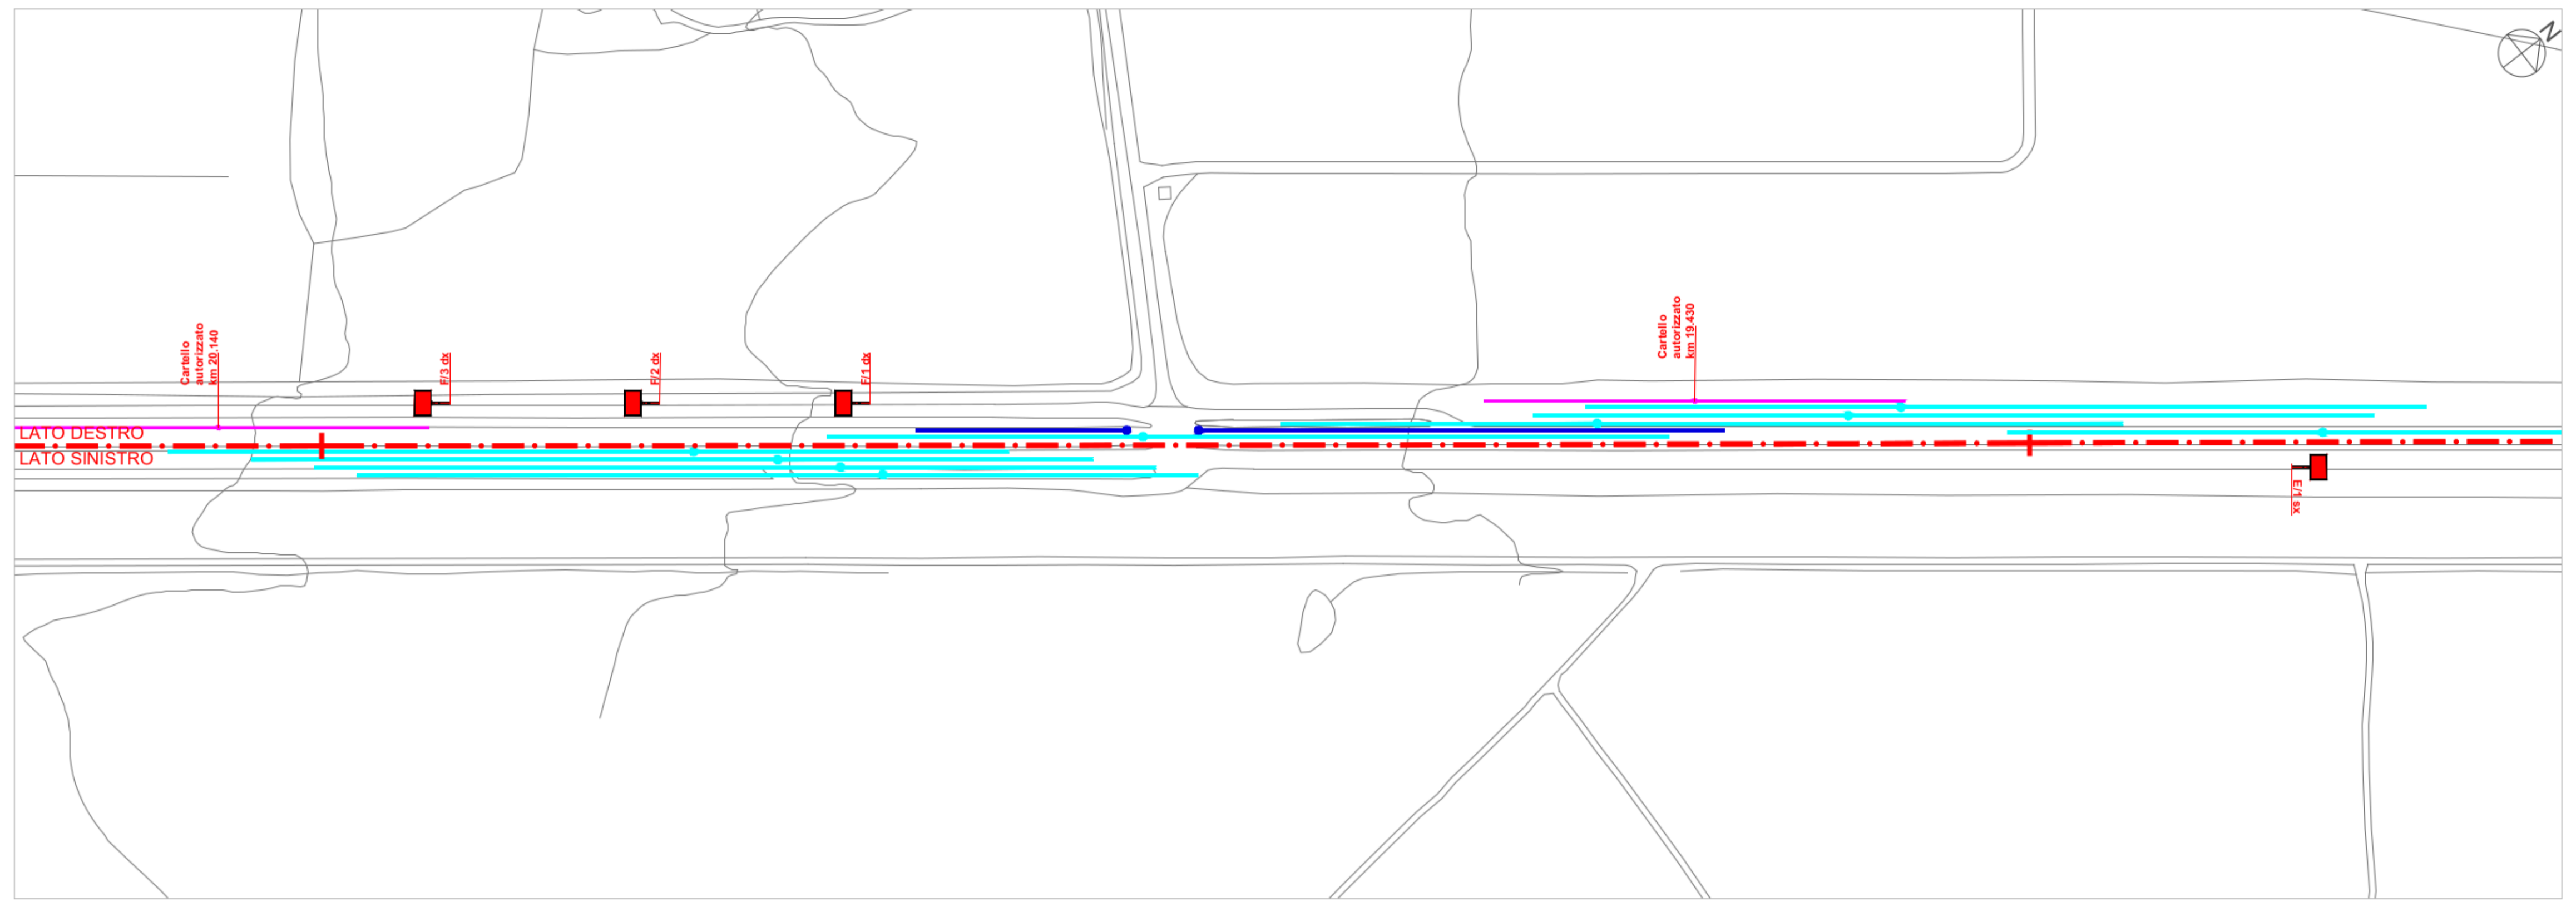 N
Cartello
autorizzato
km 20.140
F/3 dx
F/2 dx
F/1 dx
Cartello
autorizzato
km 19.430
LATO DESTRO
LATO SINISTRO
E/1 sx